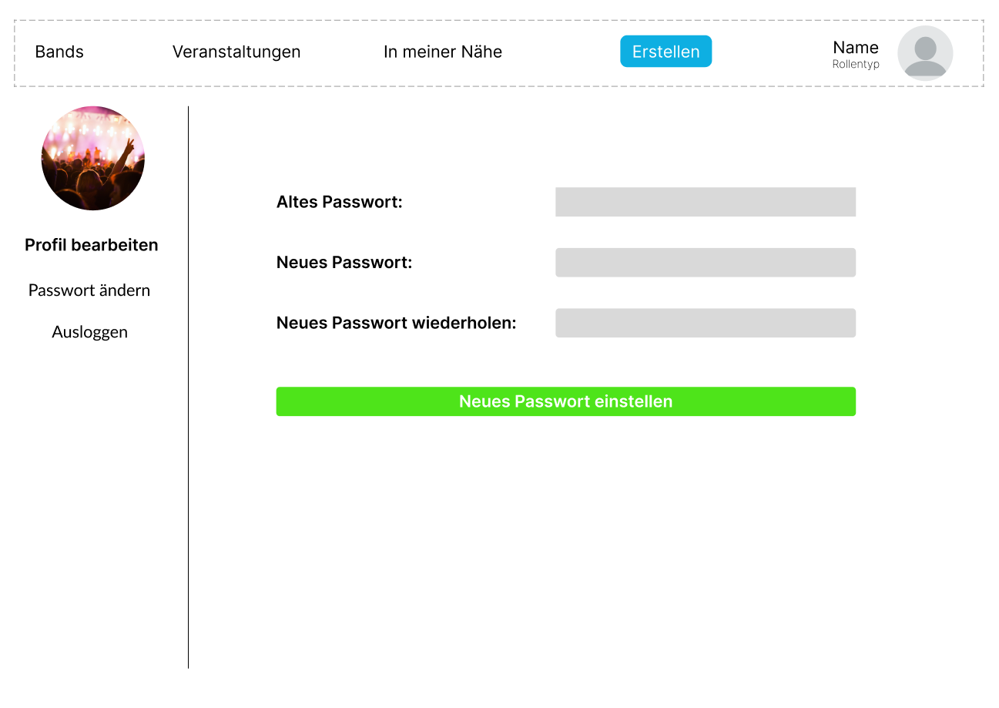 Bands
Veranstaltungen
In meiner Nähe
Erstellen
Name
Rollentyp
Profil bearbeiten
Passwort ändern
Ausloggen
Altes Passwort:
Neues Passwort:
Neues Passwort wiederholen:
Neues Passwort einstellen